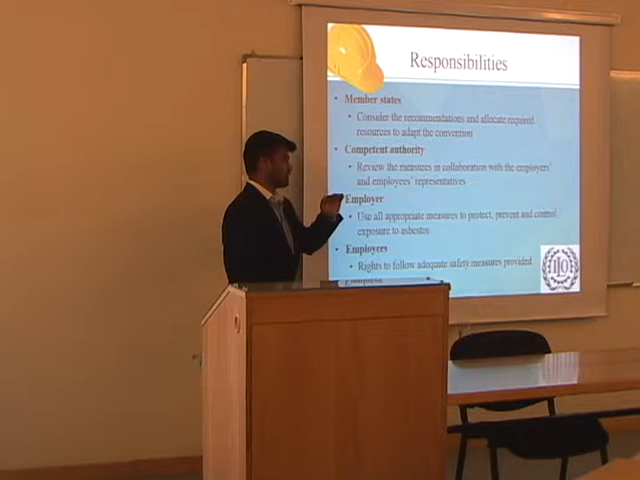 Responsibilities
• Member states
• Consider the recommendations and allocate required
resources to adapt the convention
• Competent authority
• Review the measures in collaboration with the employers'
and employees' representatives
Employer
• Use all appropriate measures to protect, prevent and control
exposure to asbestos
• Employees
• Rights to follow adequate safety measures provided
ILO